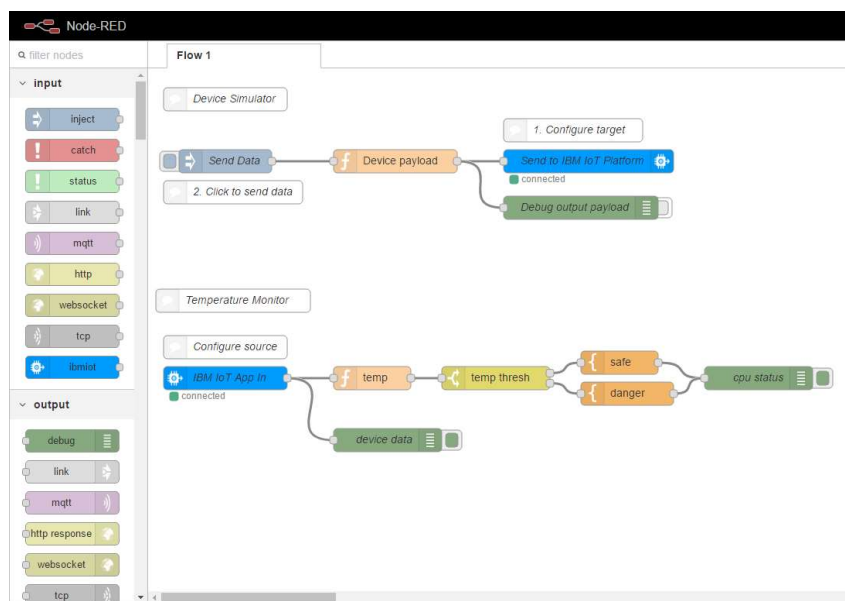 Node-RED
filter nodes
Flow 1
input
inject
catch
status
link
mqtt
http
websocket
tcp
ibmiot
output
debug
link
mqtt
http response
websocket
tcp
Device Simulator
1. Configure target
Send Data
Device payload
Send to IBM IoT Platform
connected
2. Click to send data
Debug output payload
Temperature Monitor
Configure source
IBM IoT App In
connected
temp
temp thresh
safe
danger
cpu status
device data